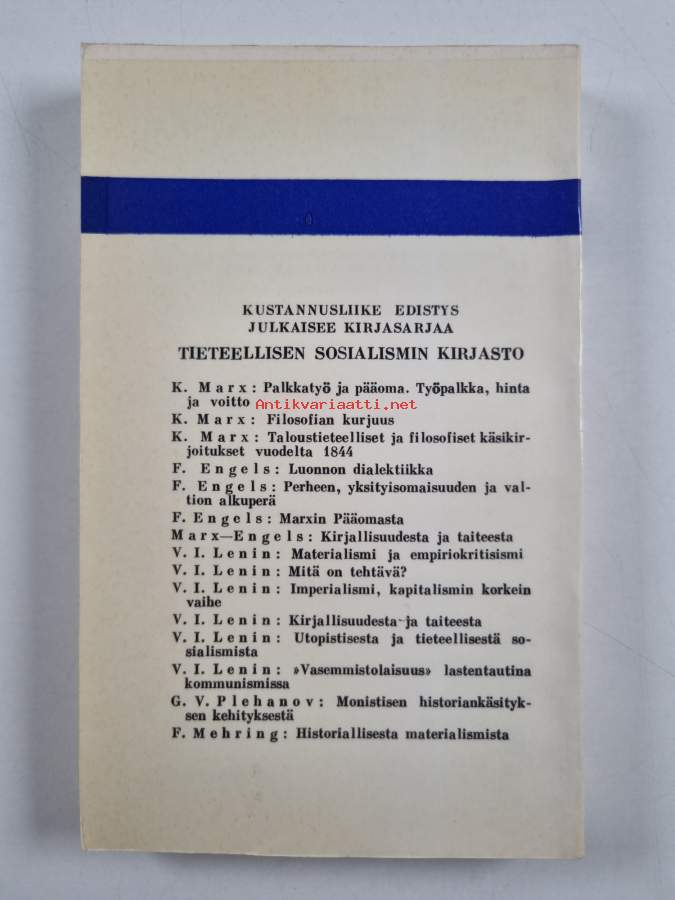 KUSTANNUSLIIKE EDISTYS
JULKAISEE KIRJASARJAA
TIETEELLISEN SOSIALISMIN KIRJASTO
K. Marx: Palkkatyö ja pääoma. Työpalkka, hinta
ja voitto
Antikvariaatti.net
K. Marx: Filosofian kurjuus
K. Marx: Taloustieteelliset ja filosofiset käsikir-
joitukset vuodelta 1844
F. Engels: Luonnon dialektiikka
F. Engels: Perheen, yksityisomaisuuden ja val-
tion alkuperä
F. Engels: Marxin Pääomasta
Marx—Engels: Kirjallisuudesta ja taiteesta
V. I. Lenin: Materialismi ja empiriokritisismi
V. I. Lenin: Mitä on tehtävä?
V. I. Lenin: Imperialismi, kapitalismin korkein
vaihe
V. I. Lenin: Kirjallisuudesta ja taiteesta
V. I. Lenin: Utopistisesta ja tieteellisestä so-
sialismista
V. I. Lenin: »Vasemmistolaisuus» lastentautina
kommunismissa
G. V. Plehanov: Monistisen historiankäsityk-
sen kehityksestä
F. Mehring: Historiallisesta materialismista